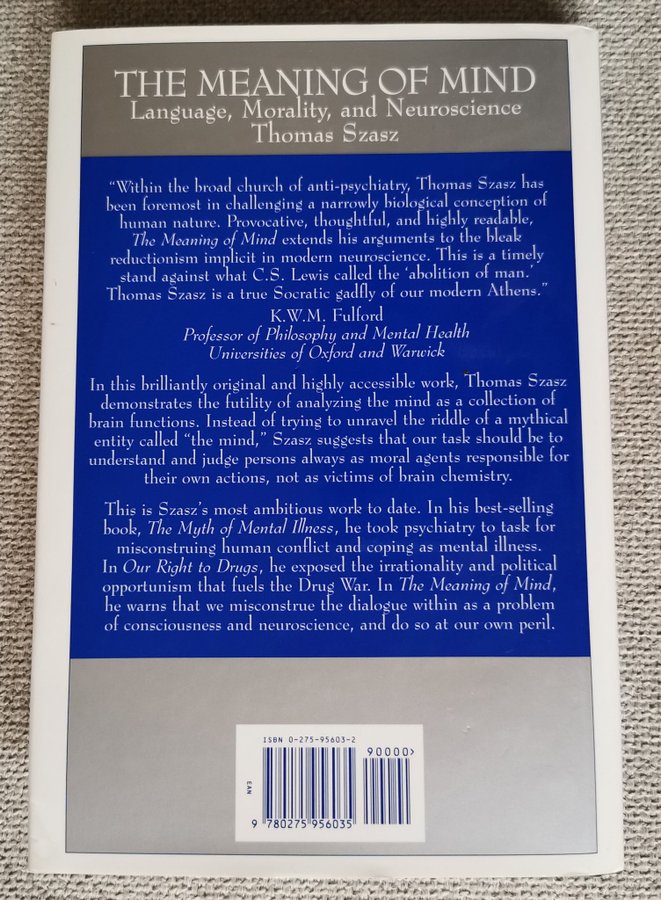 THE MEANING OF MIND
Language, Morality, and Neuroscience
Thomas Szasz
“Within the broad church of anti-psychiatry, Thomas Szasz has
been foremost in challenging a narrowly biological conception of
human nature. Provocative, thoughtful, and highly readable,
The Meaning of Mind extends his arguments to the bleak
reductionism implicit in modern neuroscience. This is a timely
stand against what C.S. Lewis called the ‘abolition of man.’
Thomas Szasz is a true Socratic gadfly of our modern Athens.”
K.W.M. Fulford
Professor of Philosophy and Mental Health
Universities of Oxford and Warwick
In this brilliantly original and highly accessible work, Thomas Szasz
demonstrates the futility of analyzing the mind as a collection of
brain functions. Instead of trying to unravel the riddle of a mythical
entity called “the mind,” Szasz suggests that our task should be to
understand and judge persons always as moral agents responsible for
their own actions, not as victims of brain chemistry.
This is Szasz’s most ambitious work to date. In his best-selling
book, The Myth of Mental Illness, he took psychiatry to task for
misconstruing human conflict and coping as mental illness.
In Our Right to Drugs, he exposed the irrationality and political
opportunism that fuels the Drug War. In The Meaning of Mind,
he warns that we misconstrue the dialogue within as a problem
of consciousness and neuroscience, and do so at our own peril.
ISBN 0-275-95603-2
90000>
EAN
9 780275 956035